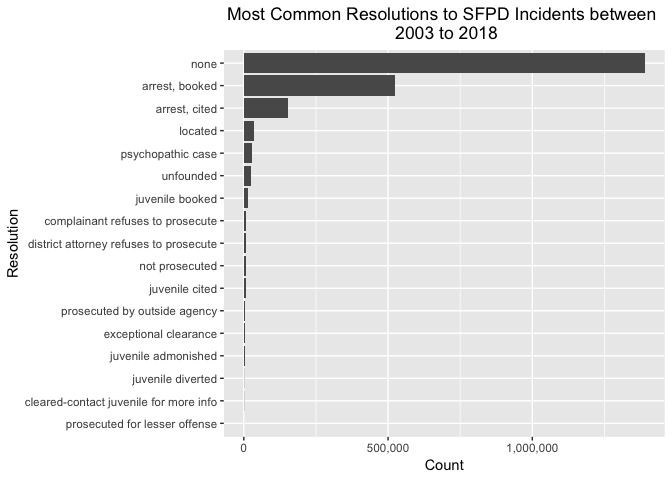 Most Common Resolutions to SFPD Incidents between
2003 to 2018
Resolution
none
arrest, booked
arrest, cited
located
psychopathic case
unfounded
juvenile booked
complainant refuses to prosecute
district attorney refuses to prosecute
not prosecuted
juvenile cited
prosecuted by outside agency
exceptional clearance
juvenile admonished
juvenile diverted
cleared-contact juvenile for more info
prosecuted for lesser offense
0
500,000
1,000,000
Count